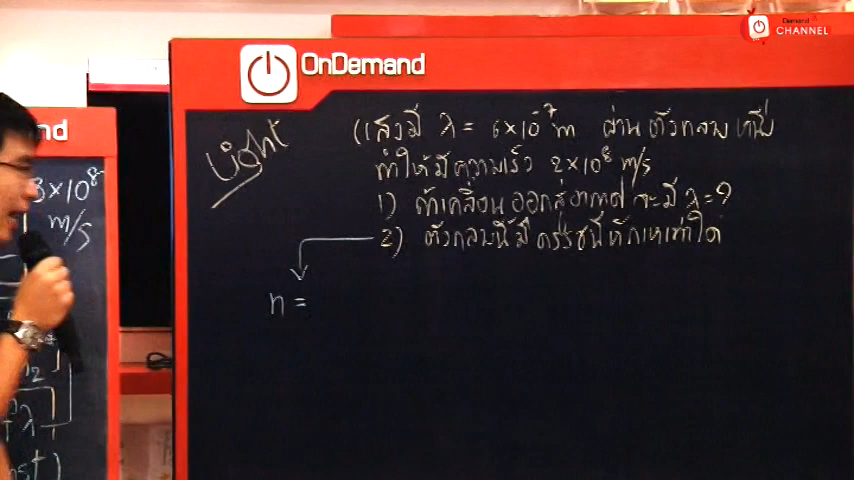 OnDemand
CHANNEL
OnDemand
nd
Light
แสงมี λ = 6×10⁻⁷ m ผ่านตัวกลางหนึ่ง
ทำให้มีความเร็ว 2×10⁸ m/s
1) ถ้าเคลื่อนออกสู่อากาศ จะมี λ = ?
2) ตัวกลางนี้มีดรรชนีหักเหเท่าใด
n =
3×10⁸
m/s